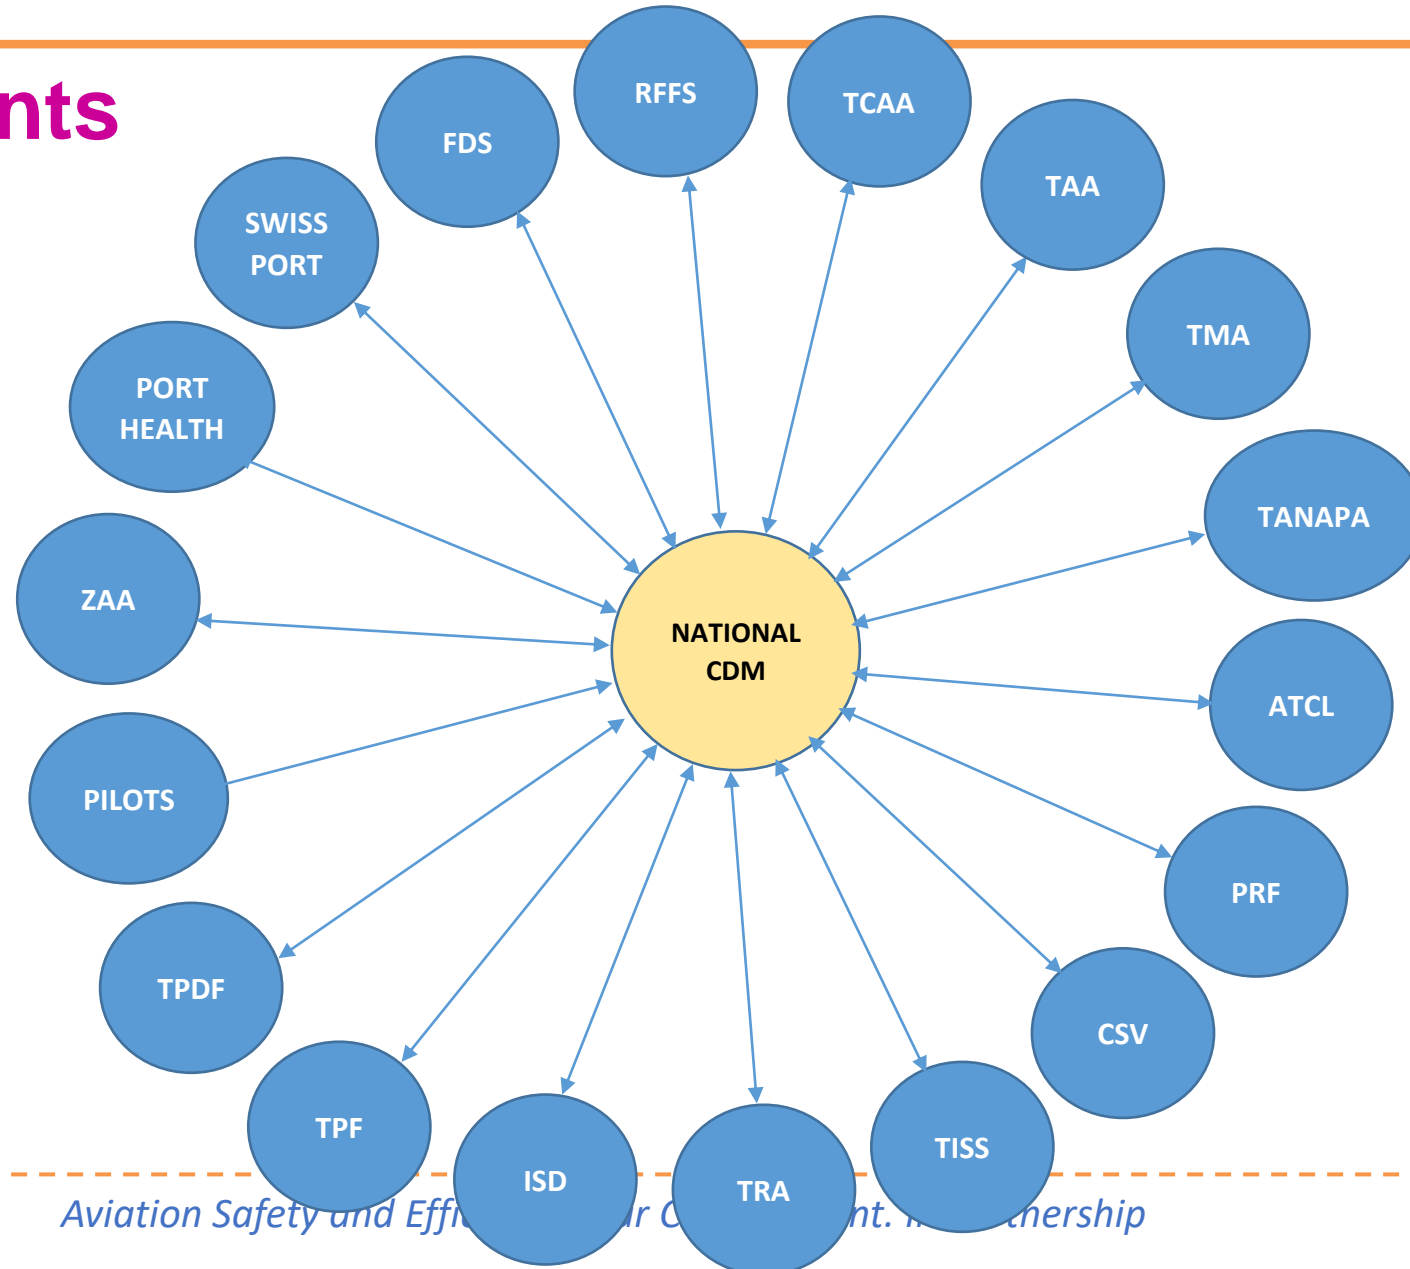 nts
RFFS
TCAA
FDS
TAA
SWISS
PORT
TMA
PORT
HEALTH
TANAPA
ZAA
NATIONAL
CDM
ATCL
PILOTS
PRF
TPDF
CSV
TPF
TISS
ISD
TRA
Aviation Safety and